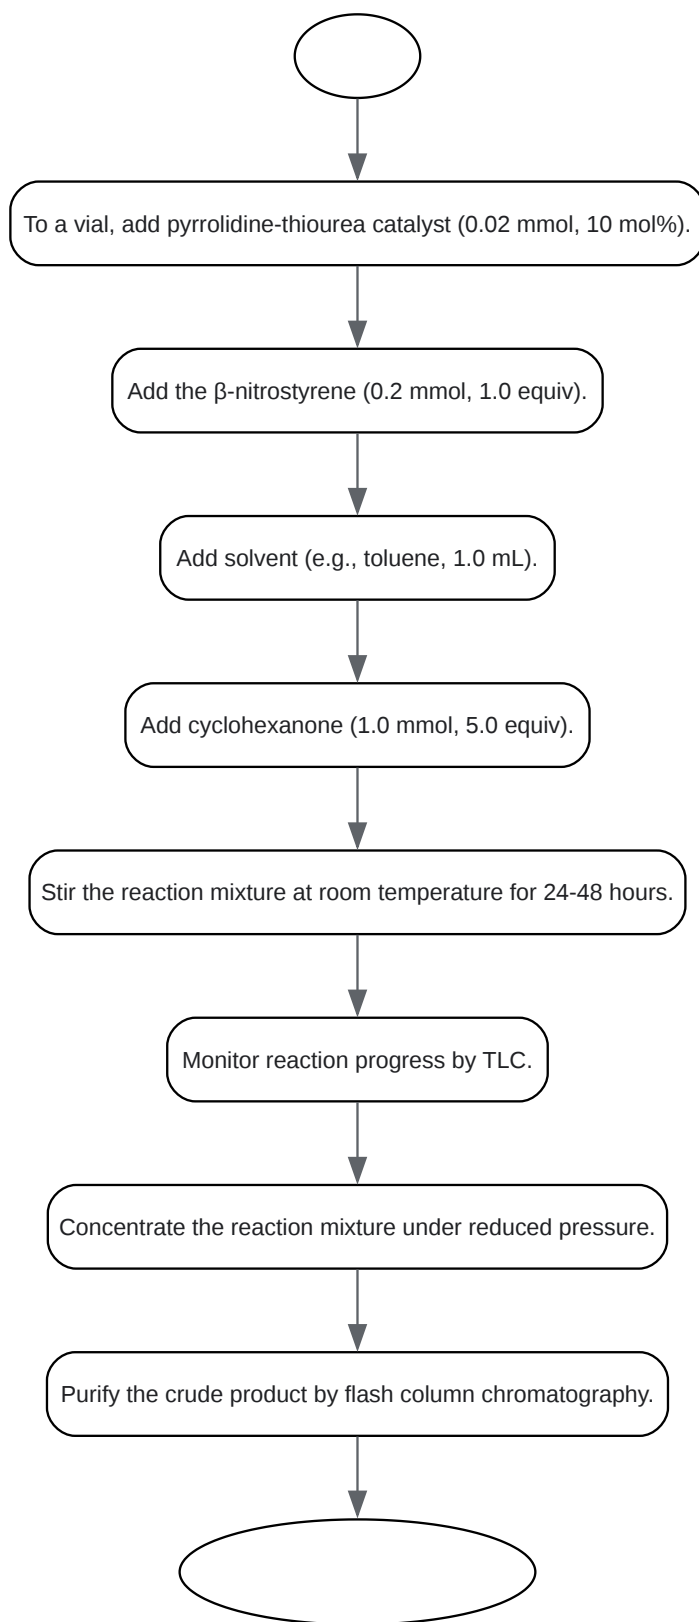 To a vial, add pyrrolidine-thiourea catalyst (0.02 mmol, 10 mol%).
Add the β-nitrostyrene (0.2 mmol, 1.0 equiv).
Add solvent (e.g., toluene, 1.0 mL).
Add cyclohexanone (1.0 mmol, 5.0 equiv).
Stir the reaction mixture at room temperature for 24-48 hours.
Monitor reaction progress by TLC.
Concentrate the reaction mixture under reduced pressure.
Purify the crude product by flash column chromatography.